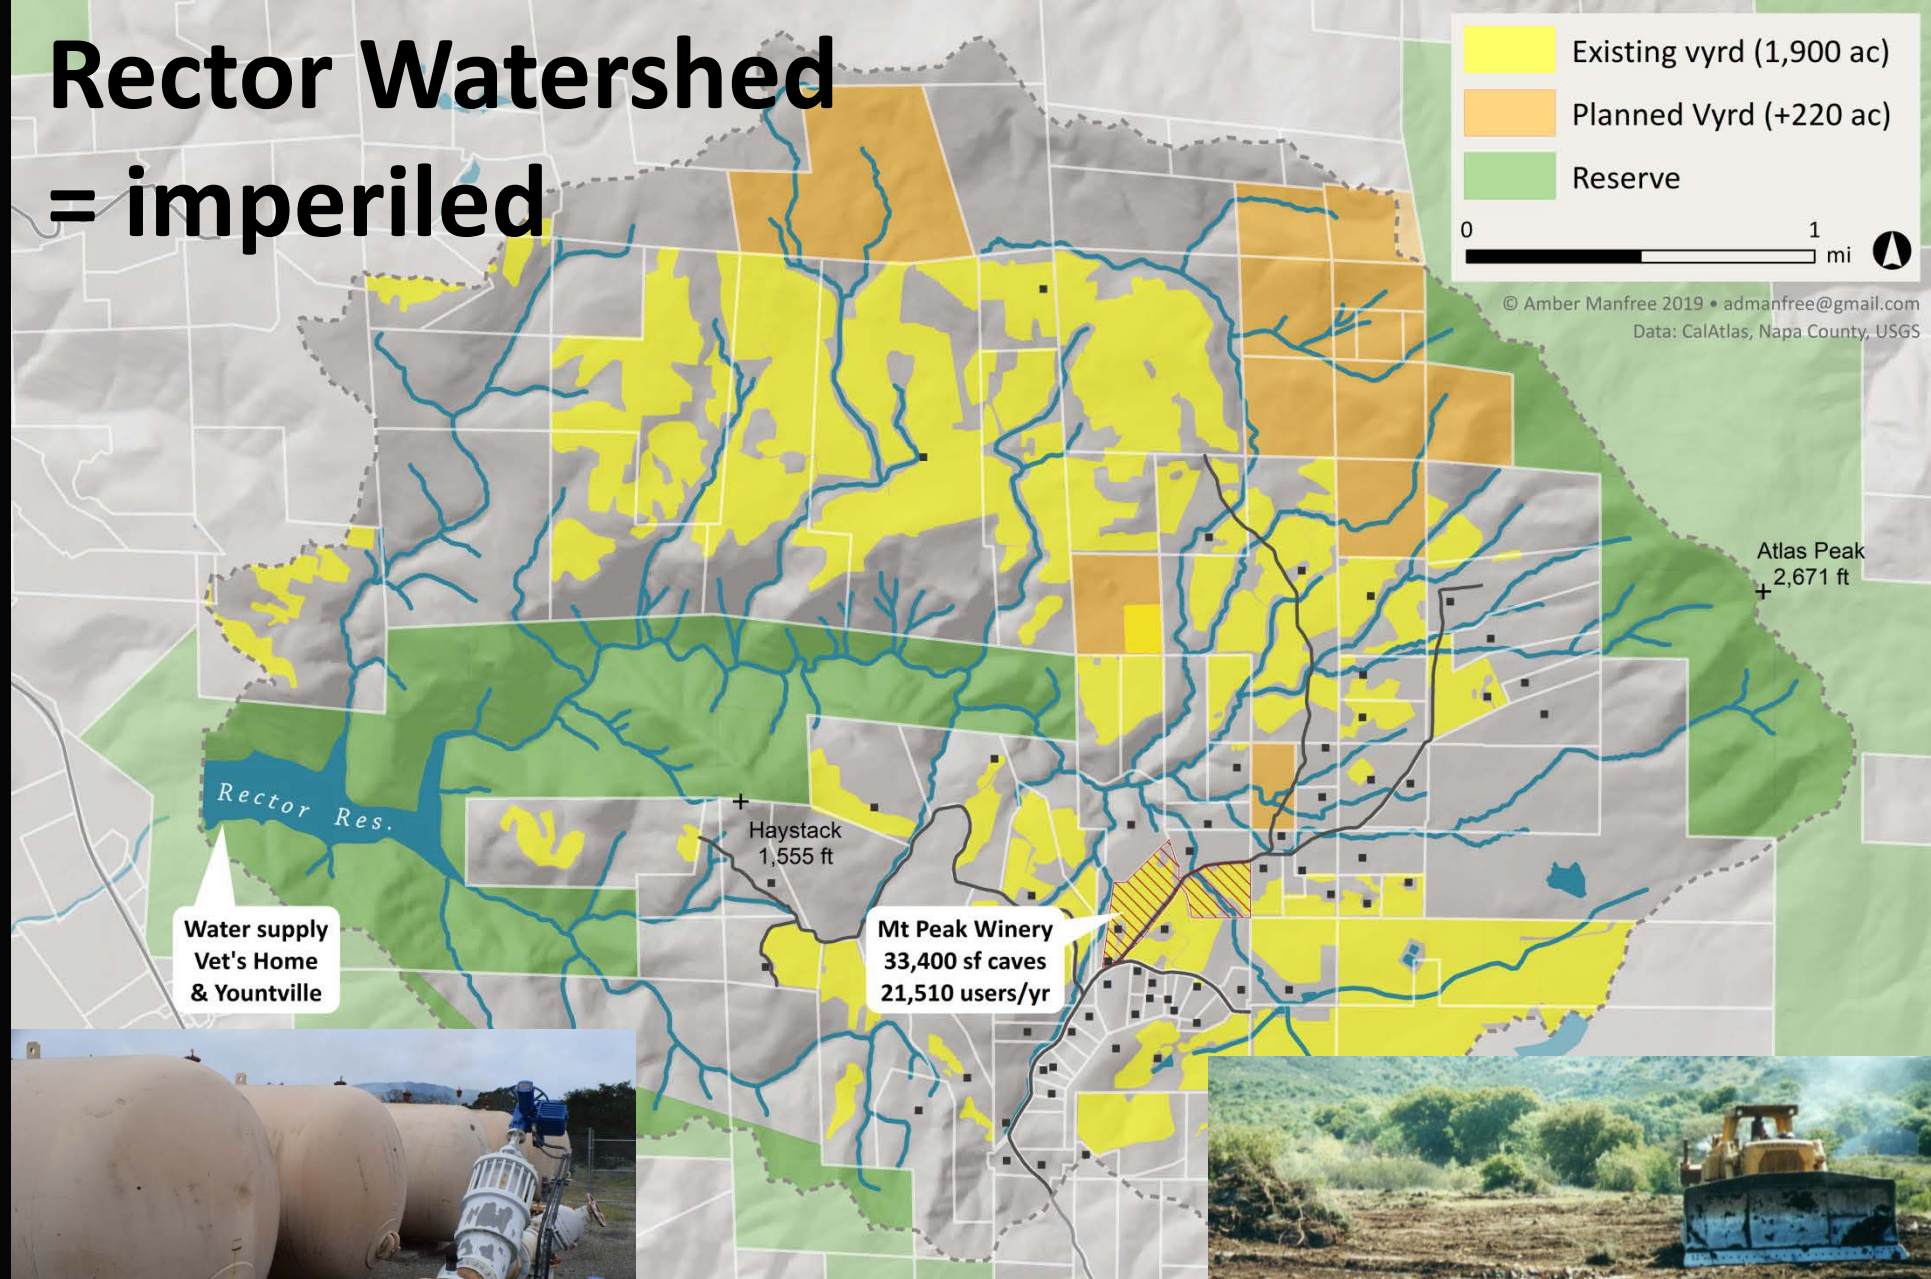 Rector Watershed
= imperiled
Existing vyrd (1,900 ac)
Planned Vyrd (+220 ac)
Reserve
0 1
mi
© Amber Manfree 2019 • admanfree@gmail.com
Data: CalAtlas, Napa County, USGS
Atlas Peak
2,671 ft
Rector Res.
Haystack
1,555 ft
Water supply
Vet's Home
& Yountville
Mt Peak Winery
33,400 sf caves
21,510 users/yr